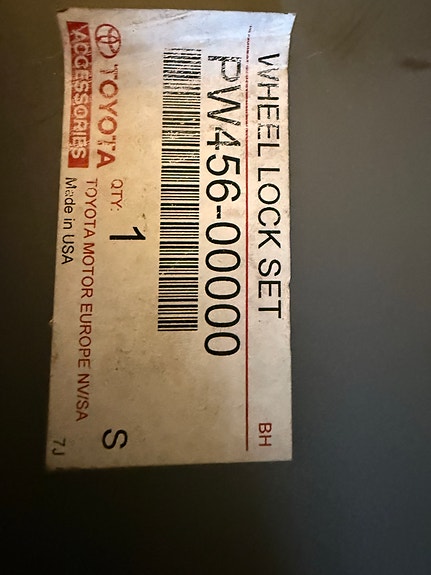 WHEEL LOCK SET
BH
PW456-00000
QTY: 1
S
TOYOTA
ACCESSORIES
TOYOTA MOTOR EUROPE NV/SA
Made in USA
7J